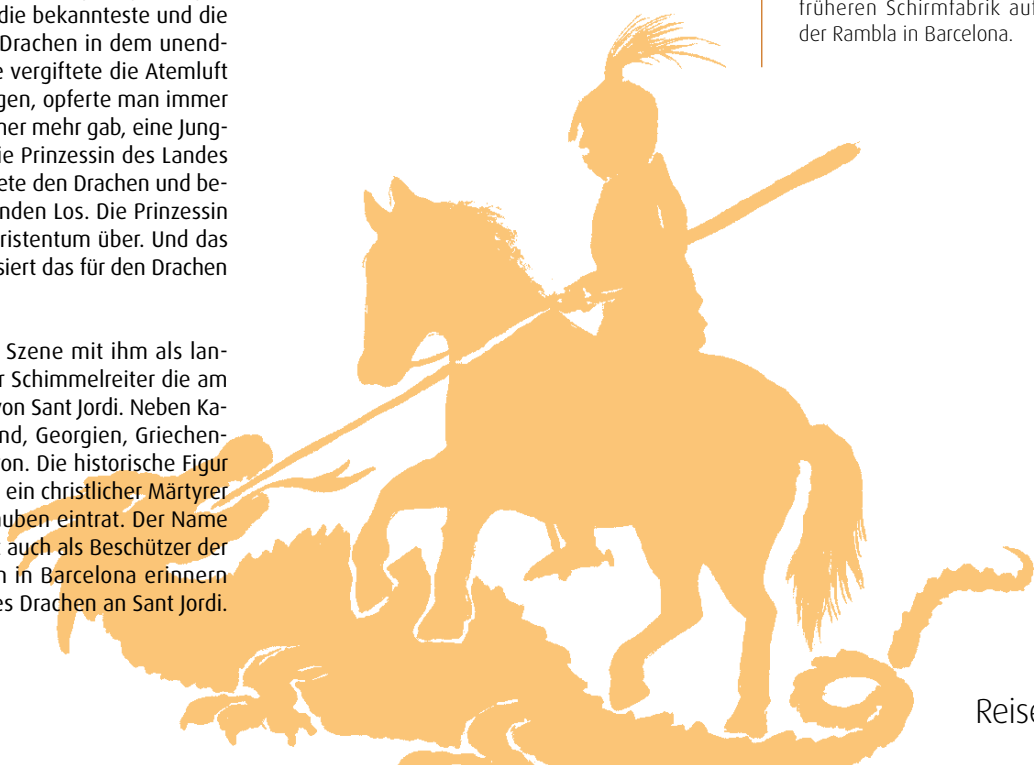 die bekannteste und die
Drachen in dem unend-
vergiftete die Atemluft
gen, opferte man immer
mehr gab, eine Jung-
Prinzessin des Landes
ete den Drachen und be-
nden Los. Die Prinzessin
ristentum über. Und das
siert das für den Drachen
Szene mit ihm als lan-
r Schimmelreiter die am
von Sant Jordi. Neben Ka-
nd, Georgien, Griechen-
on. Die historische Figur
ein christlicher Märtyrer
uben eintrat. Der Name
auch als Beschützer der
n in Barcelona erinnern
es Drachen an Sant Jordi.
früheren Schirmfabrik auf
der Rambla in Barcelona.
Reise